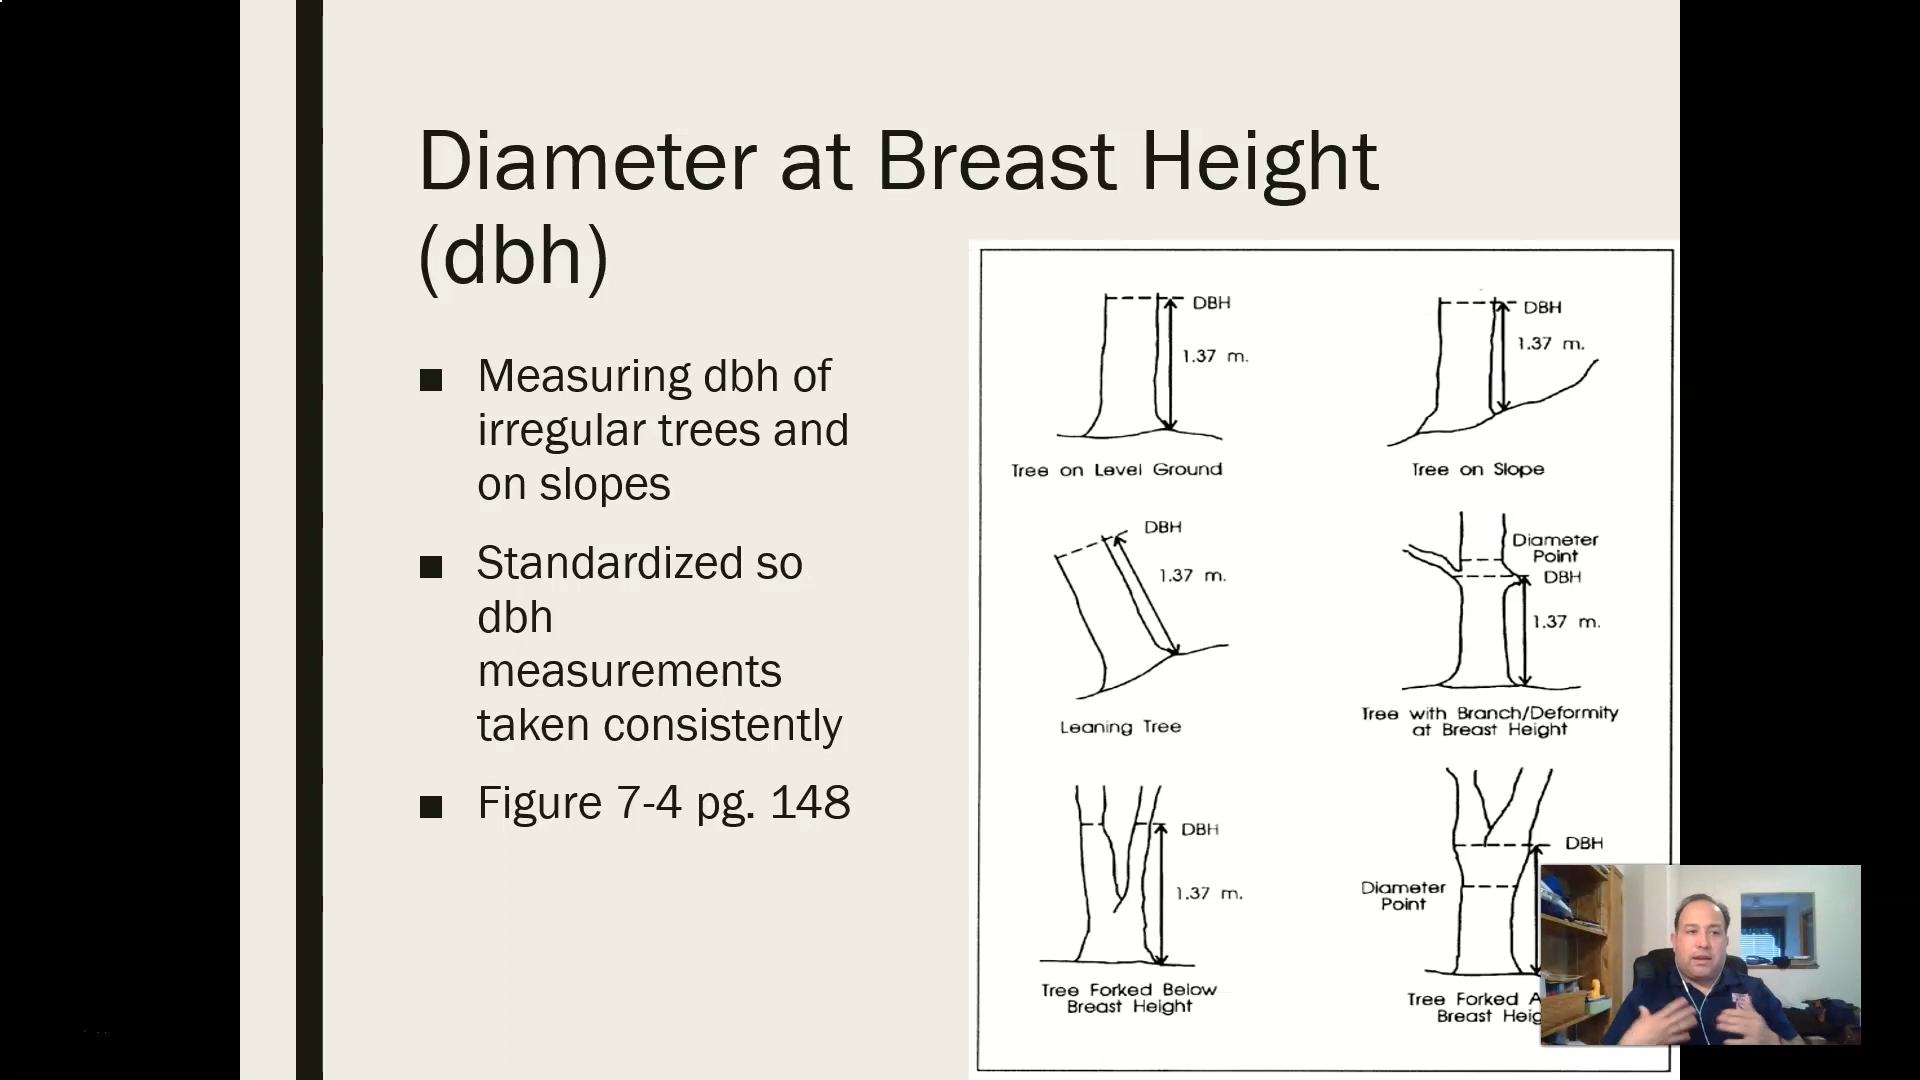 Diameter at Breast Height
(dbh)
■ Measuring dbh of
irregular trees and
on slopes
■ Standardized so
dbh
measurements
taken consistently
■ Figure 7-4 pg. 148
DBH
1.37 m.
Tree on Level Ground
DBH
1.37 m.
Tree on Slope
DBH
1.37 m.
Leaning Tree
Diameter
Point
DBH
1.37 m.
Tree with Branch/Deformity
at Breast Height
DBH
1.37 m.
Tree Forked Below
Breast Height
DBH
Diameter
Point
Tree Forked
Breast